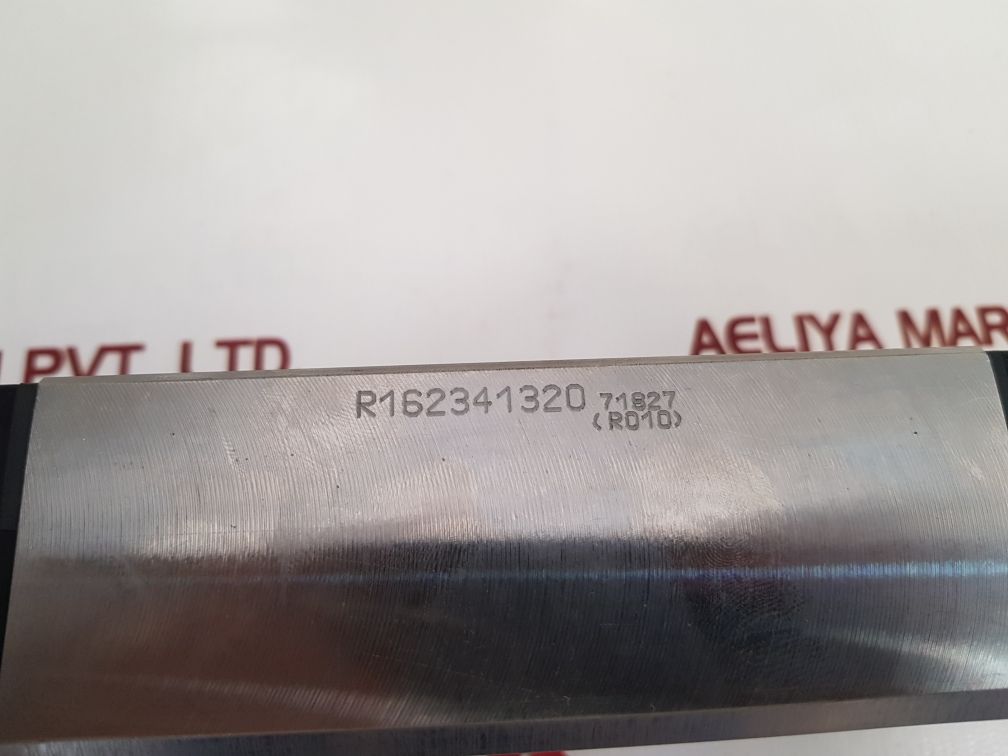 PVT. LTD
AELIYA MAR
R162341320 71827
(R010)